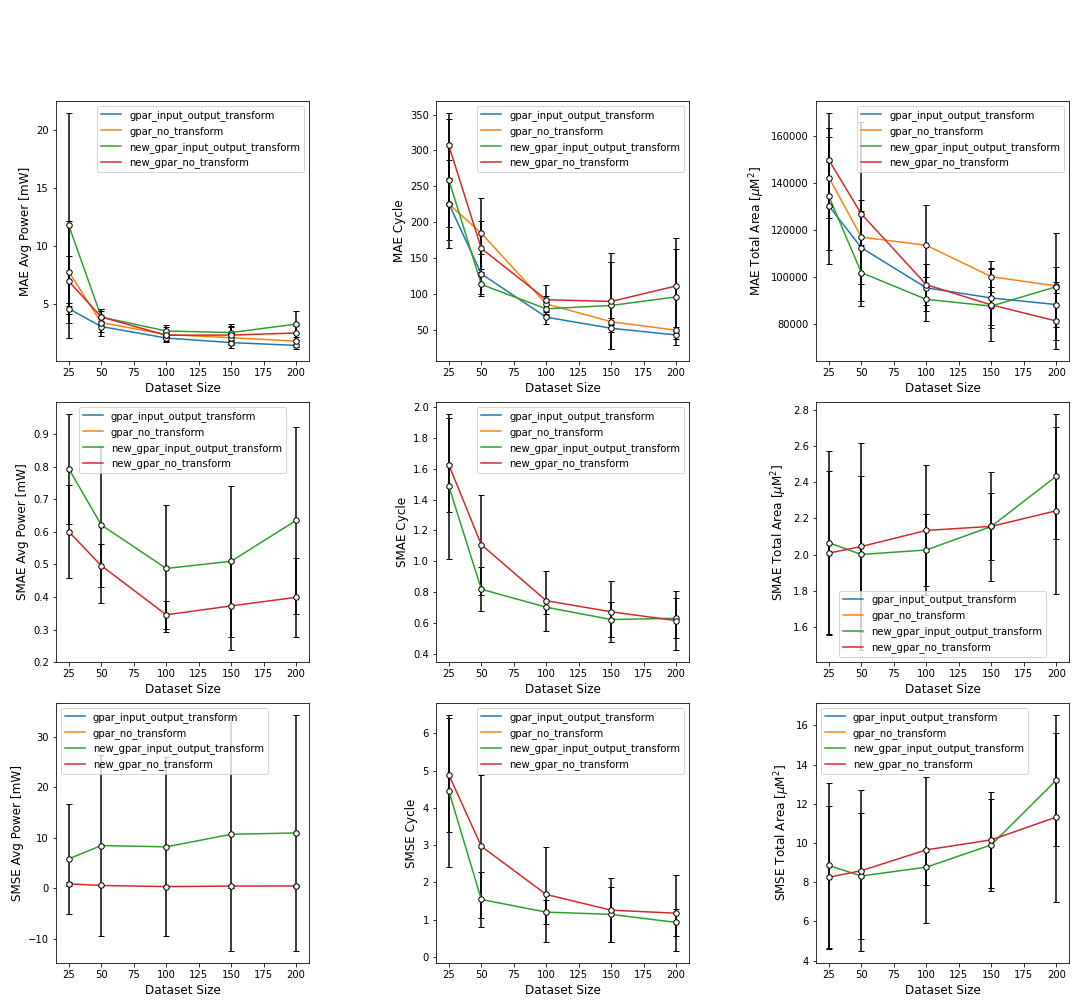 MAE Avg Power [mW]
20
15
10
5
gpar_input_output_transform
gpar_no_transform
new_gpar_input_output_transform
new_gpar_no_transform
25 50 75 100 125 150 175 200
Dataset Size
MAE Cycle
350
300
250
200
150
100
50
gpar_input_output_transform
gpar_no_transform
new_gpar_input_output_transform
new_gpar_no_transform
25 50 75 100 125 150 175 200
Dataset Size
MAE Total Area [μM²]
160000
140000
120000
100000
80000
gpar_input_output_transform
gpar_no_transform
new_gpar_input_output_transform
new_gpar_no_transform
25 50 75 100 125 150 175 200
Dataset Size
SMAE Avg Power [mW]
0.9
0.8
0.7
0.6
0.5
0.4
0.3
0.2
gpar_input_output_transform
gpar_no_transform
new_gpar_input_output_transform
new_gpar_no_transform
25 50 75 100 125 150 175 200
Dataset Size
SMAE Cycle
2.0
1.8
1.6
1.4
1.2
1.0
0.8
0.6
0.4
gpar_input_output_transform
gpar_no_transform
new_gpar_input_output_transform
new_gpar_no_transform
25 50 75 100 125 150 175 200
Dataset Size
SMAE Total Area [μM²]
2.8
2.6
2.4
2.2
2.0
1.8
1.6
gpar_input_output_transform
gpar_no_transform
new_gpar_input_output_transform
new_gpar_no_transform
25 50 75 100 125 150 175 200
Dataset Size
SMSE Avg Power [mW]
30
20
10
0
−10
gpar_input_output_transform
gpar_no_transform
new_gpar_input_output_transform
new_gpar_no_transform
25 50 75 100 125 150 175 200
Dataset Size
SMSE Cycle
6
5
4
3
2
1
0
gpar_input_output_transform
gpar_no_transform
new_gpar_input_output_transform
new_gpar_no_transform
25 50 75 100 125 150 175 200
Dataset Size
SMSE Total Area [μM²]
16
14
12
10
8
6
4
gpar_input_output_transform
gpar_no_transform
new_gpar_input_output_transform
new_gpar_no_transform
25 50 75 100 125 150 175 200
Dataset Size